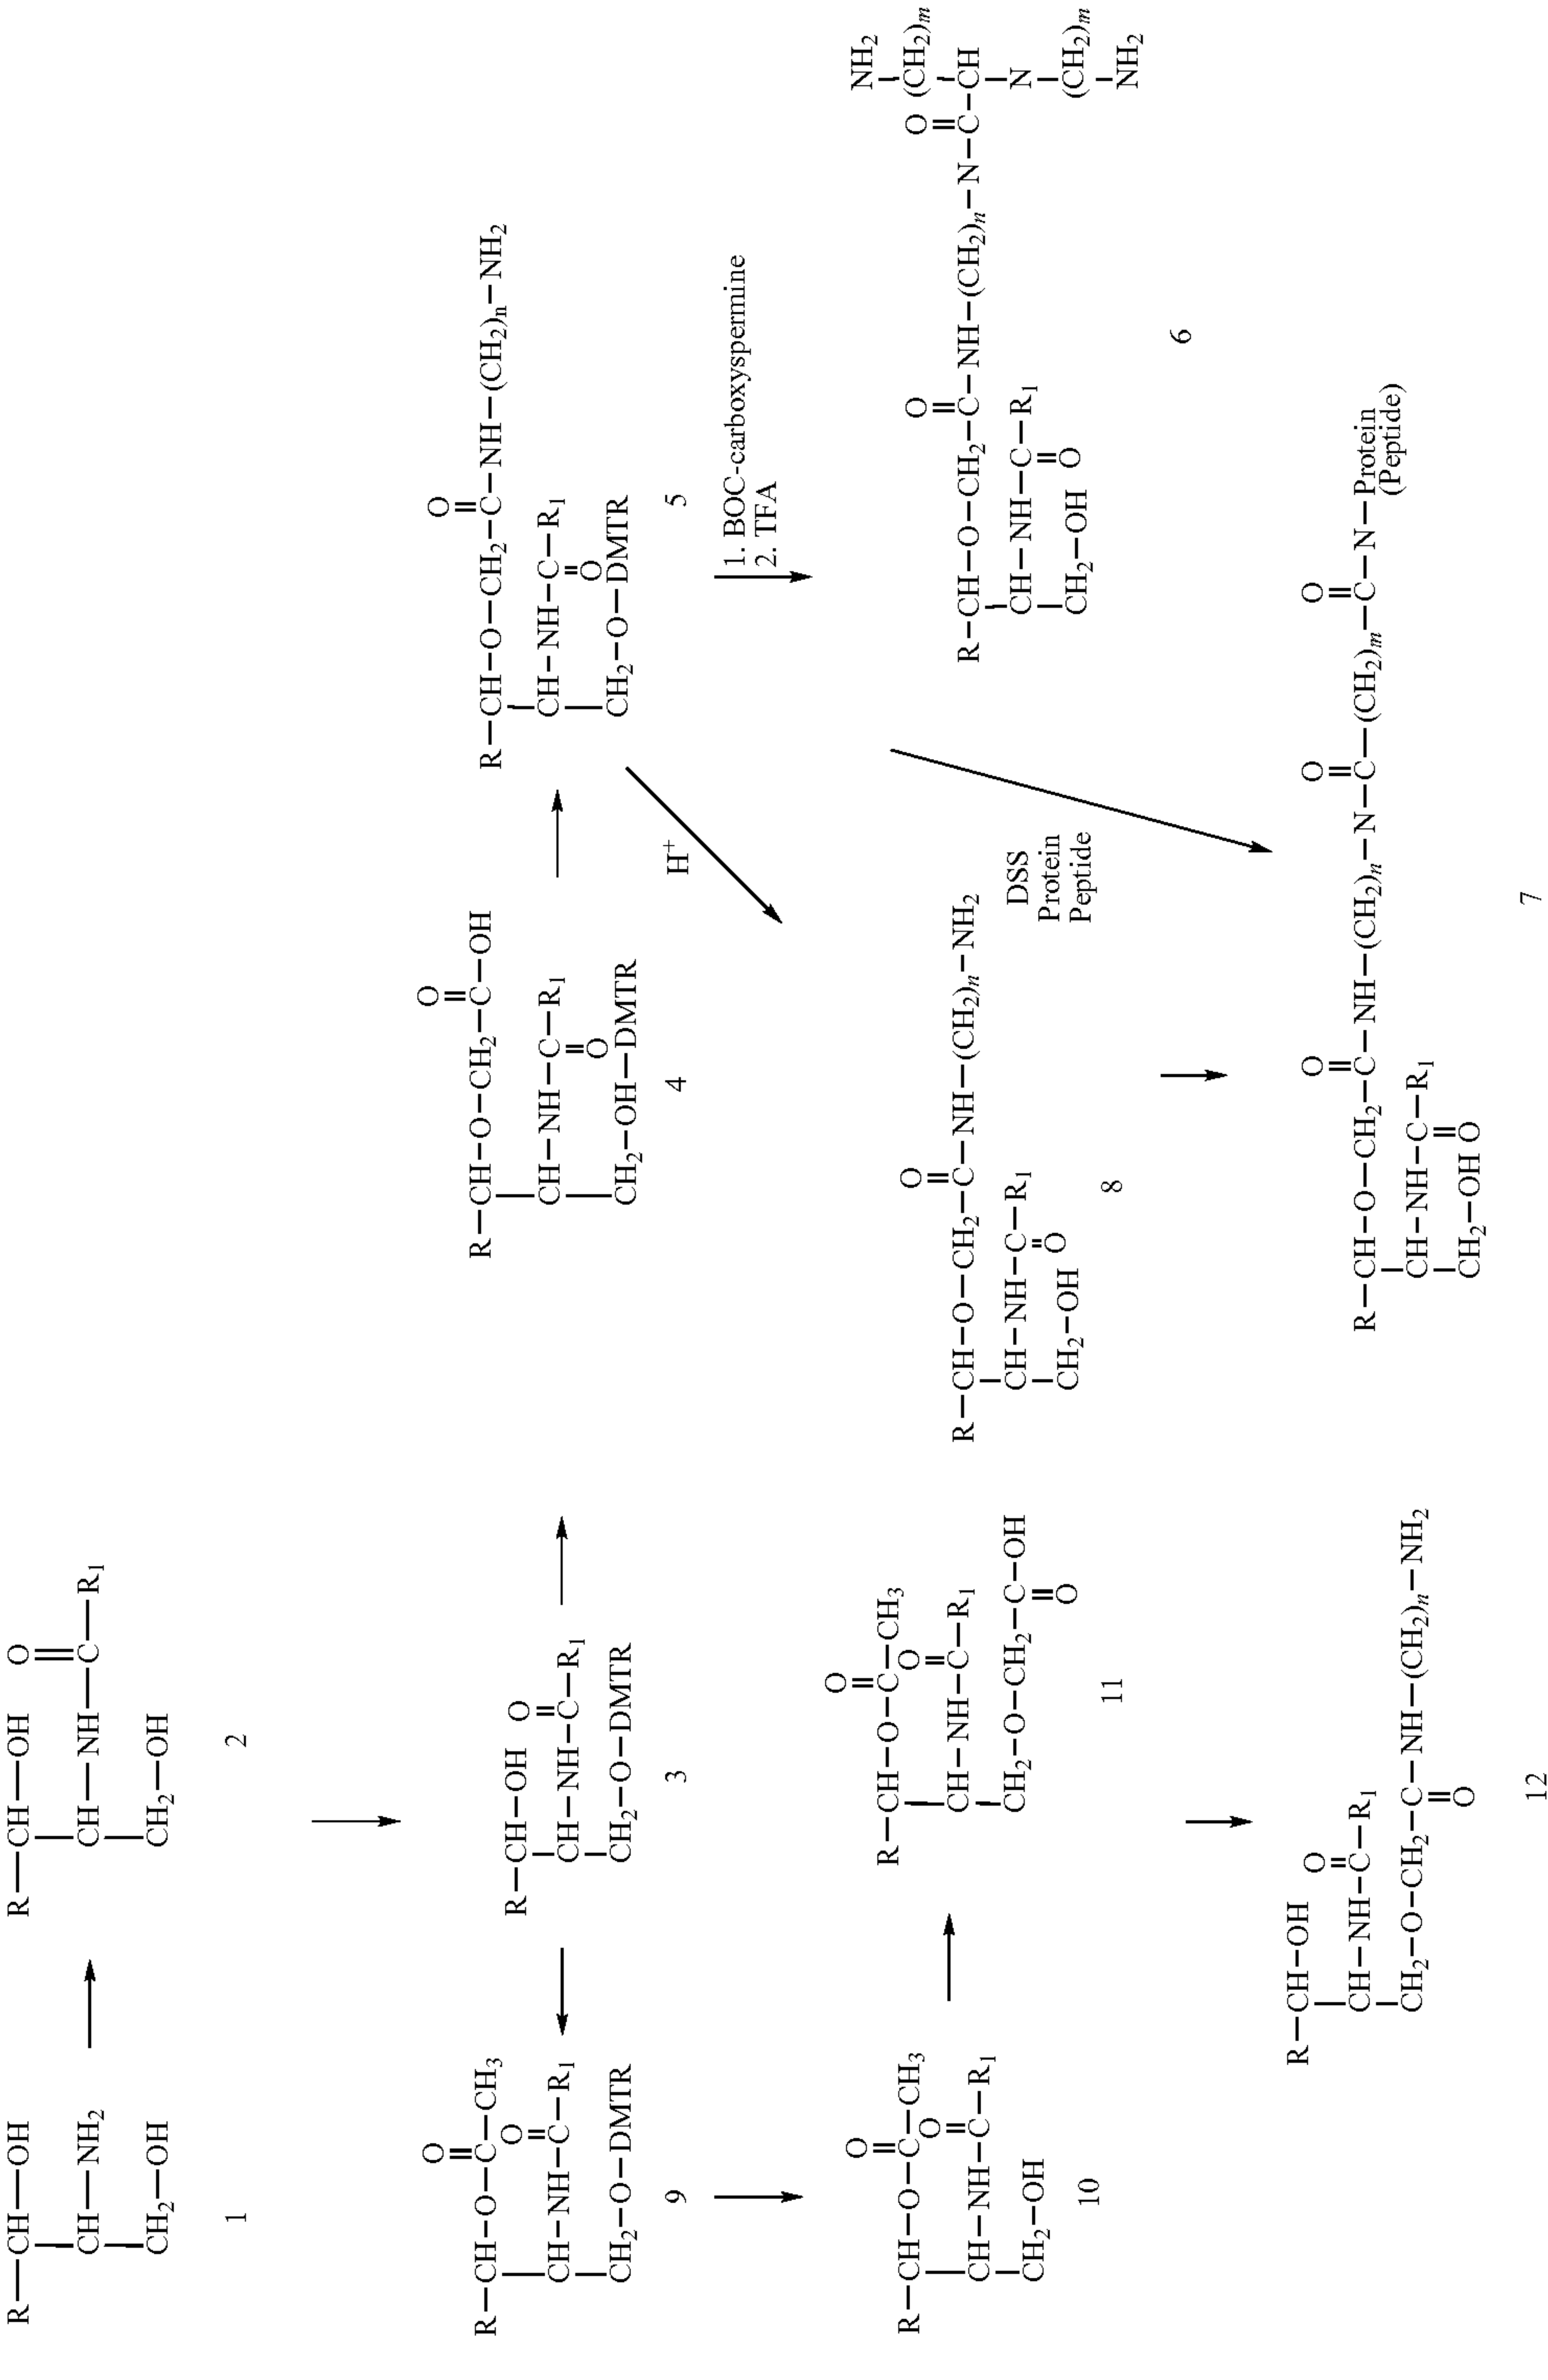 R—CH—OH
CH—NH2
CH2—OH
1
O
R—CH—OH
CH—NH—C—R1
CH2—OH
2
R—CH—OH O
CH—NH—C—R1
CH2—O—DMTR
3
O
R—CH—O—CH2—C—OH
CH—NH—C—R1
O
CH2—OH—DMTR
4
O
R—CH—O—CH2—C—NH—(CH2)n—NH2
CH—NH—C—R1
O
CH2—O—DMTR
5
1. BOC-carboxyspermine
2. TFA
H+
NH2
(CH2)m
O O
R—CH—O—CH2—C—NH—(CH2)n—N—C—CH
CH—NH—C—R1 N
O
CH2—OH (CH2)m
NH2
6
O
R—CH—O—C—CH3
O
CH—NH—C—R1
CH2—O—DMTR
9
O
R—CH—O—C—CH3
O
CH—NH—C—R1
CH2—OH
10
O
R—CH—O—C—CH3
O
CH—NH—C—R1
CH2—O—CH2—C—OH
O
11
O
R—CH—O—CH2—C—NH—(CH2)n—NH2
CH—NH—C—R1
O
CH2—OH
8
DSS
Protein
Peptide
R—CH—OH
O
CH—NH—C—R1
CH2—O—CH2—C—NH—(CH2)n—NH2
O
12
O O O
R—CH—O—CH2—C—NH—(CH2)n—N—C—(CH2)m—C—N—Protein
(Peptide)
CH—NH—C—R1
CH2—OH O
7